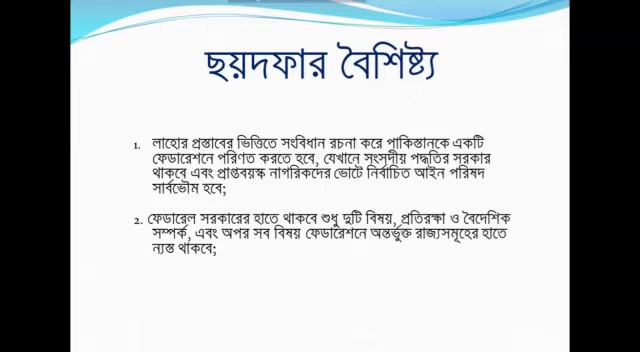 ছয়দফার বৈশিষ্ট্য
1. লাহোর প্রস্তাবের ভিত্তিতে সংবিধান রচনা করে পাকিস্তানকে একটি
ফেডারেশনে পরিণত করতে হবে, যেখানে সংসদীয় পদ্ধতির সরকার
থাকবে এবং প্রাপ্তবয়স্ক নাগরিকদের ভোটে নির্বাচিত আইন পরিষদ
সার্বভৌম হবে;
2. ফেডারেল সরকারের হাতে থাকবে শুধু দুটি বিষয়, প্রতিরক্ষা ও বৈদেশিক
সম্পর্ক, এবং অপর সব বিষয় ফেডারেশনে অন্তর্ভুক্ত রাজ্যসমূহের হাতে
ন্যস্ত থাকবে;